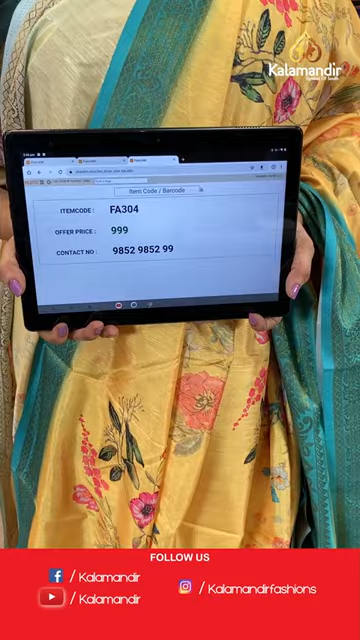 Kalamandir
Item Code / Barcode
ITEMCODE : FA304
OFFER PRICE : 999
CONTACT NO : 9852 9852 99
FOLLOW US
/ Kalamandir
/ Kalamandirfashions
/ Kalamandir